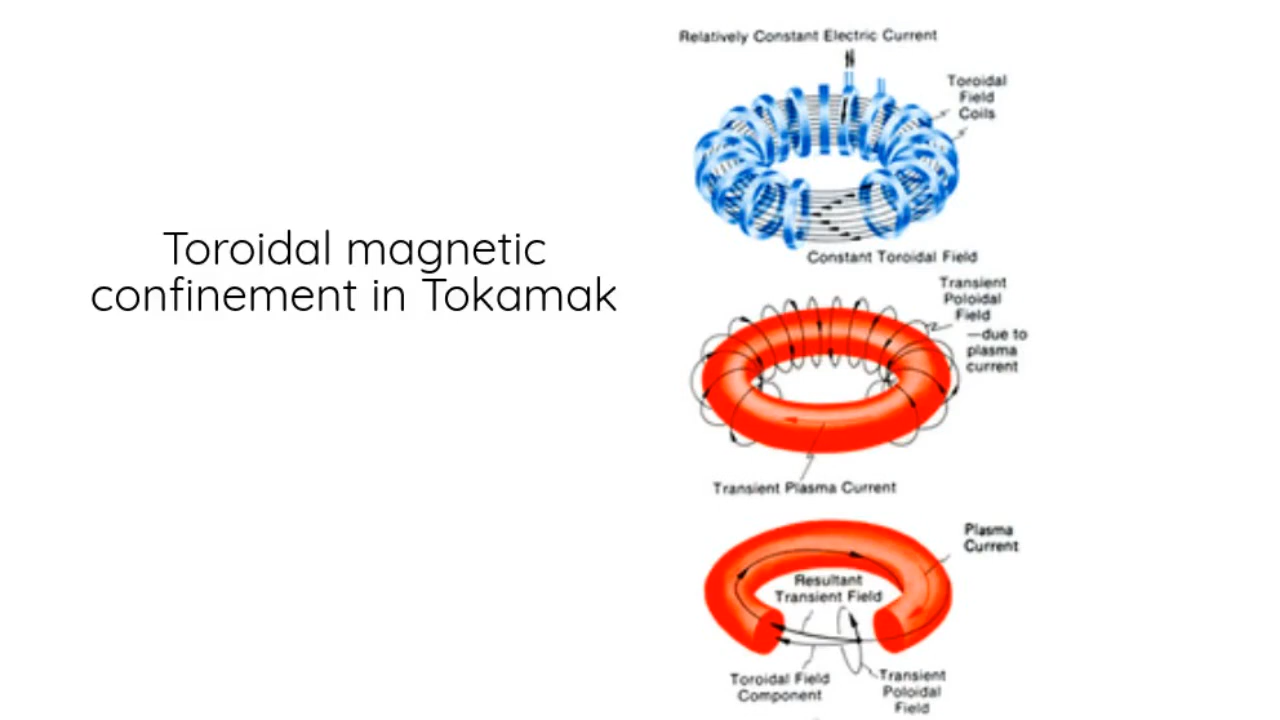 Toroidal magnetic
confinement in Tokamak
Relatively Constant Electric Current
Toroidal
Field
Coils
Constant Toroidal Field
Transient
Poloidal
Field
—due to
plasma
current
Transient Plasma Current
Plasma
Current
Resultant
Transient Field
Toroidal Field
Component
Transient
Poloidal
Field